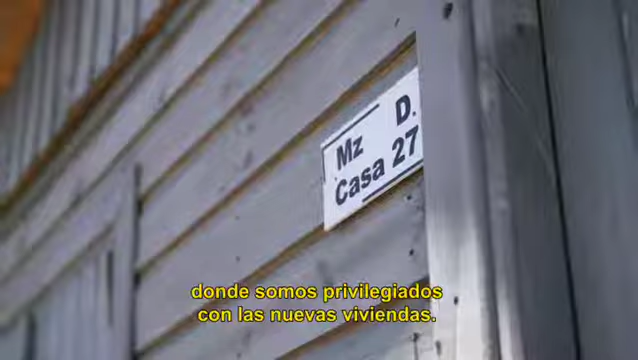 Mz D.
Casa 27
donde somos privilegiados
con las nuevas viviendas.